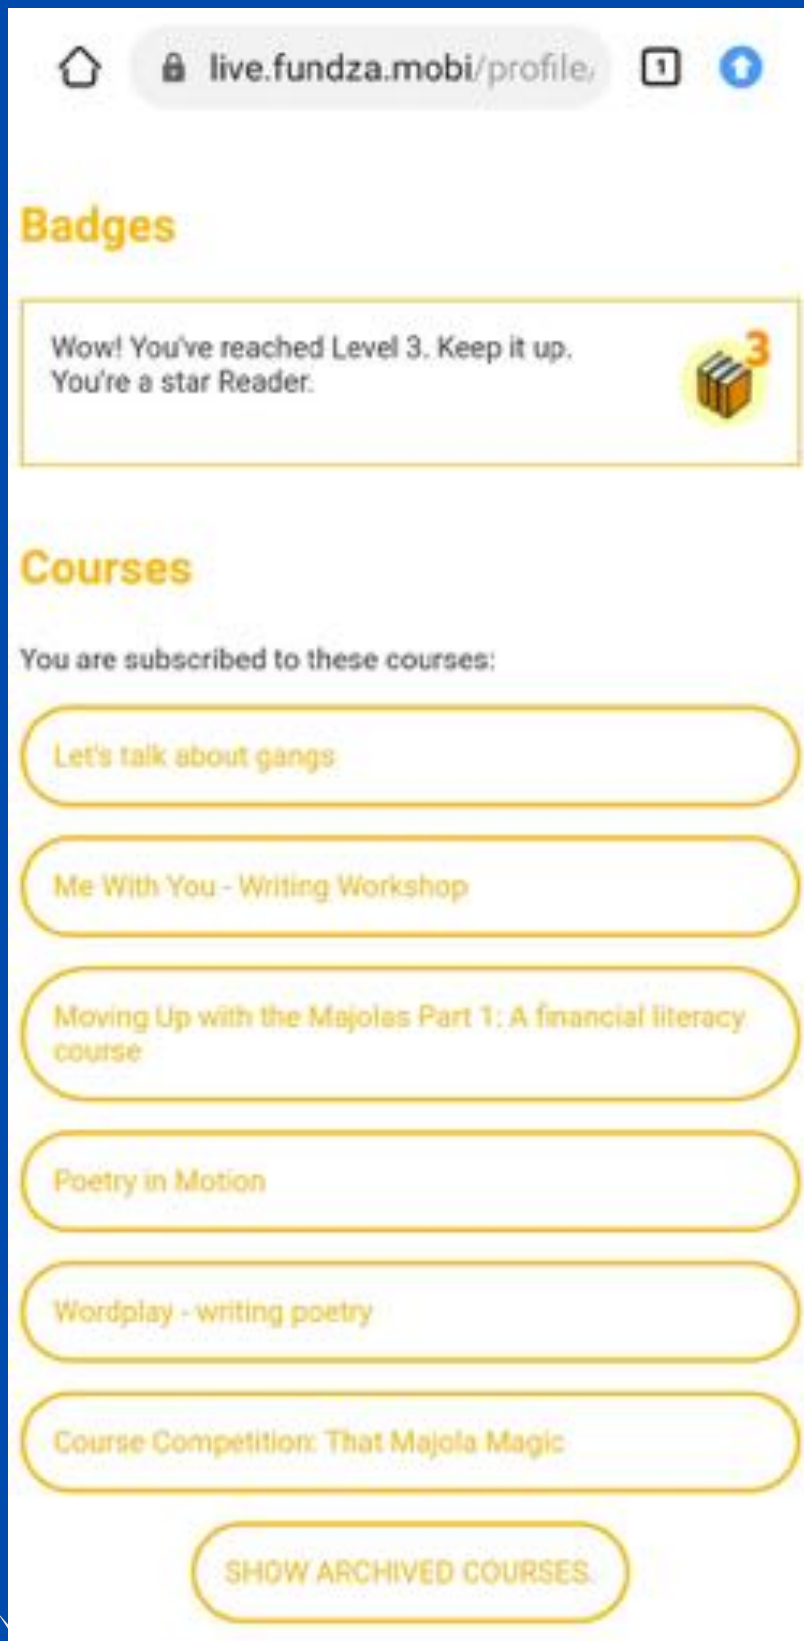 live.fundza.mobi/profile/
1
Badges
Wow! You've reached Level 3. Keep it up.
You're a star Reader.
3
Courses
You are subscribed to these courses:
Let's talk about gangs
Me With You - Writing Workshop
Moving Up with the Majolas Part 1: A financial literacy
course
Poetry in Motion
Wordplay - writing poetry
Course Competition: That Majola Magic
SHOW ARCHIVED COURSES.